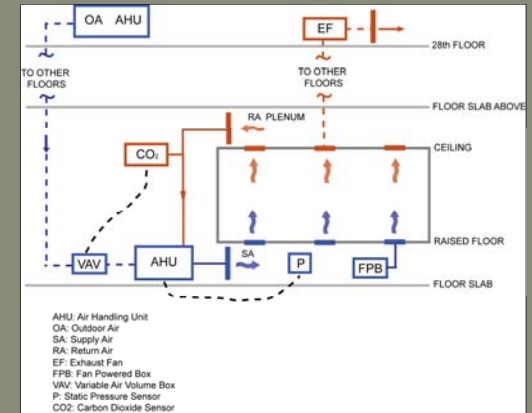 OA AHU
EF
28th FLOOR
TO OTHER
FLOORS
TO OTHER
FLOORS
FLOOR SLAB ABOVE
RA PLENUM
CO₂
CEILING
RAISED FLOOR
VAV
AHU
SA
P
FPB
FLOOR SLAB
AHU: Air Handling Unit
OA: Outdoor Air
SA: Supply Air
RA: Return Air
EF: Exhaust Fan
FPB: Fan Powered Box
VAV: Variable Air Volume Box
P: Static Pressure Sensor
CO2: Carbon Dioxide Sensor